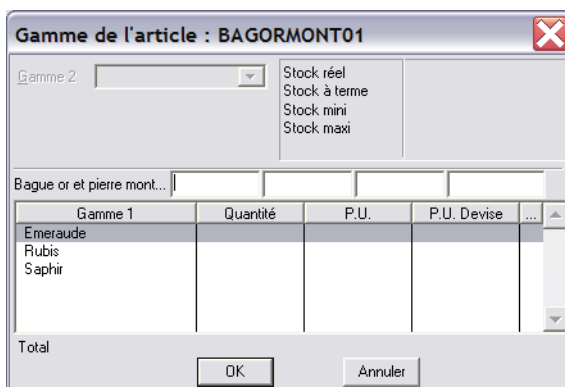 Gamme de l'article : BAGORMONT01
Gamme 2
Stock réel
Stock à terme
Stock mini
Stock maxi
Bague or et pierre mont...
Gamme 1 Quantité P.U. P.U. Devise ...
Emeraude
Rubis
Saphir
Total
OK Annuler